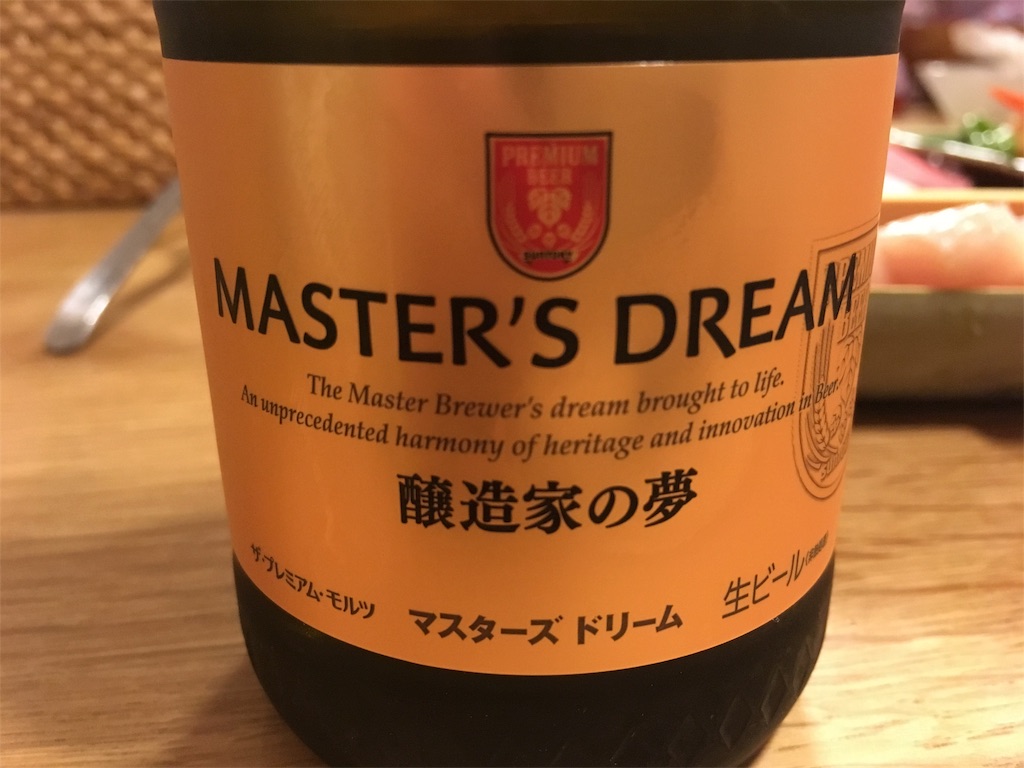 PREMIUM
BEER
SUNTORY
MASTER'S DREAM
The Master Brewer's dream brought to life.
An unprecedented harmony of heritage and innovation in Beer.
醸造家の夢
ザ・プレミアム・モルツ
マスターズ ドリーム
生ビール